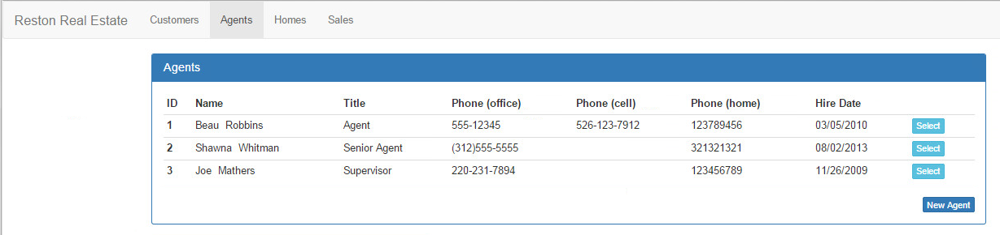 Reston Real Estate Customers Agents Homes Sales
Agents
ID Name Title Phone (office) Phone (cell) Phone (home) Hire Date
1 Beau Robbins Agent 555-12345 526-123-7912 123789456 03/05/2010 Select
2 Shawna Whitman Senior Agent (312)555-5555 321321321 08/02/2013 Select
3 Joe Mathers Supervisor 220-231-7894 123456789 11/26/2009 Select
New Agent